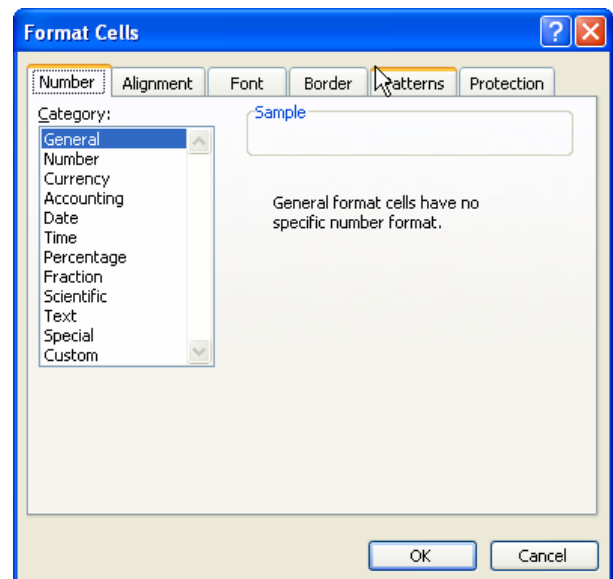 Format Cells
Number Alignment Font Border Patterns Protection
Category:
General
Number
Currency
Accounting
Date
Time
Percentage
Fraction
Scientific
Text
Special
Custom
Sample
General format cells have no
specific number format.
OK Cancel